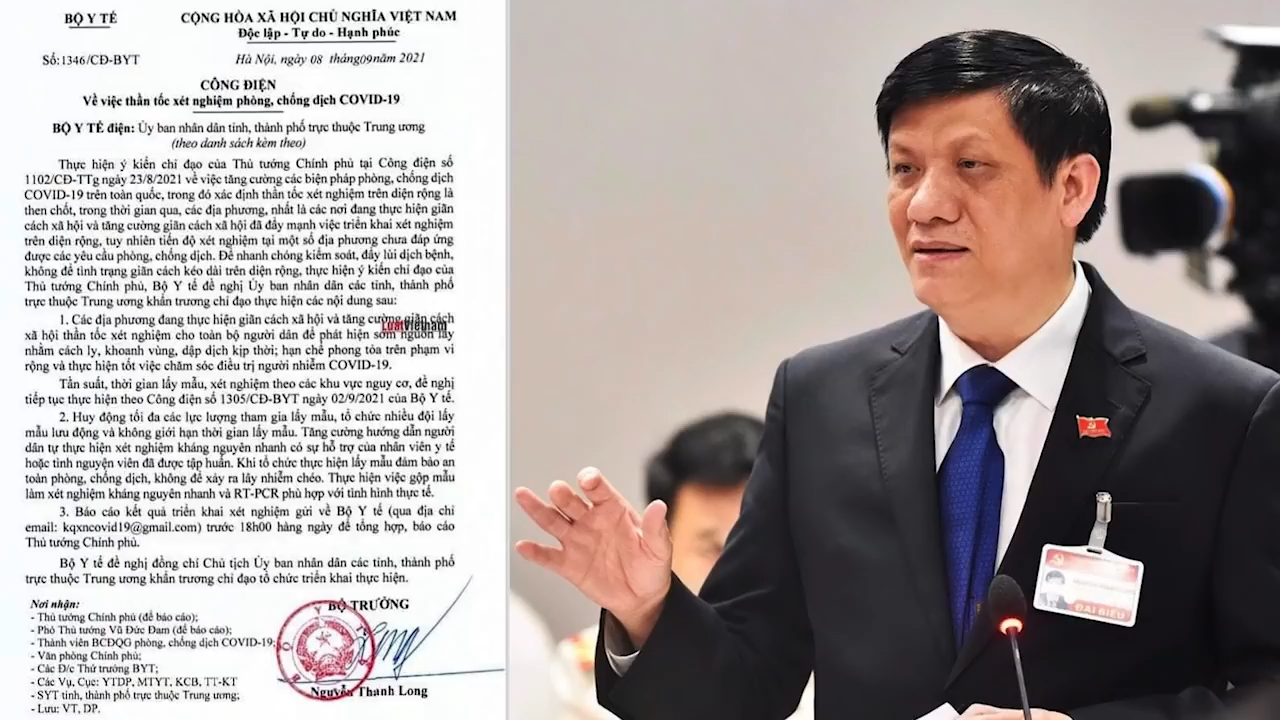 BỘ Y TẾ
CỘNG HÒA XÃ HỘI CHỦ NGHĨA VIỆT NAM
Độc lập - Tự do - Hạnh phúc
Số:1346/CĐ-BYT
Hà Nội, ngày 08 tháng09năm 2021
CÔNG ĐIỆN
Về việc thần tốc xét nghiệm phòng, chống dịch COVID-19
BỘ Y TẾ điện: Ủy ban nhân dân tỉnh, thành phố trực thuộc Trung ương
(theo danh sách kèm theo)
Thực hiện ý kiến chỉ đạo của Thủ tướng Chính phủ tại Công điện số
1102/CĐ-TTg ngày 23/8/2021 về việc tăng cường các biện pháp phòng, chống dịch
COVID-19 trên toàn quốc, trong đó xác định thần tốc xét nghiệm trên diện rộng là
then chốt, trong thời gian qua, các địa phương, nhất là các nơi đang thực hiện giãn
cách xã hội và tăng cường giãn cách xã hội đã đẩy mạnh việc triển khai xét nghiệm
trên diện rộng, tuy nhiên tiến độ xét nghiệm tại một số địa phương chưa đáp ứng
được các yêu cầu phòng, chống dịch. Để nhanh chóng kiểm soát, đẩy lùi dịch bệnh,
không để tình trạng giãn cách kéo dài trên diện rộng, thực hiện ý kiến chỉ đạo của
Thủ tướng Chính phủ, Bộ Y tế đề nghị Ủy ban nhân dân các tỉnh, thành phố
trực thuộc Trung ương khẩn trương chỉ đạo thực hiện các nội dung sau:
1. Các địa phương đang thực hiện giãn cách xã hội và tăng cường giãn cách
xã hội thần tốc xét nghiệm cho toàn bộ người dân để phát hiện sớm nguồn lây
nhằm cách ly, khoanh vùng, dập dịch kịp thời; hạn chế phong tỏa trên phạm vi
rộng và thực hiện tốt việc chăm sóc điều trị người nhiễm COVID-19.
LuatVietnam
Tần suất, thời gian lấy mẫu, xét nghiệm theo các khu vực nguy cơ, đề nghị
tiếp tục thực hiện theo Công điện số 1305/CĐ-BYT ngày 02/9/2021 của Bộ Y tế.
2. Huy động tối đa các lực lượng tham gia lấy mẫu, tổ chức nhiều đội lấy
mẫu lưu động và không giới hạn thời gian lấy mẫu. Tăng cường hướng dẫn người
dân tự thực hiện xét nghiệm kháng nguyên nhanh có sự hỗ trợ của nhân viên y tế
hoặc tình nguyện viên đã được tập huấn. Khi tổ chức thực hiện lấy mẫu đảm bảo an
toàn phòng, chống dịch, không để xảy ra lây nhiễm chéo. Thực hiện việc gộp mẫu
làm xét nghiệm kháng nguyên nhanh và RT-PCR phù hợp với tình hình thực tế.
3. Báo cáo kết quả triển khai xét nghiệm gửi về Bộ Y tế (qua địa chỉ
email: kqxncovid19@gmail.com) trước 18h00 hàng ngày để tổng hợp, báo cáo
Thủ tướng Chính phủ.
Bộ Y tế đề nghị đồng chí Chủ tịch Ủy ban nhân dân các tỉnh, thành phố
trực thuộc Trung ương khẩn trương chỉ đạo tổ chức triển khai thực hiện.
Nơi nhận:
- Thủ tướng Chính phủ (để báo cáo);
- Phó Thủ tướng Vũ Đức Đam (để báo cáo);
- Thành viên BCĐQG phòng, chống dịch COVID-19;
- Văn phòng Chính phủ;
- Các Đ/c Thứ trưởng BYT;
- Các Vụ, Cục: YTDP, MTYT, KCB, TT-KT
- SYT tỉnh, thành phố trực thuộc Trung ương;
- Lưu: VT, DP.
BỘ TRƯỞNG
Nguyễn Thanh Long
ĐẠI BIỂU